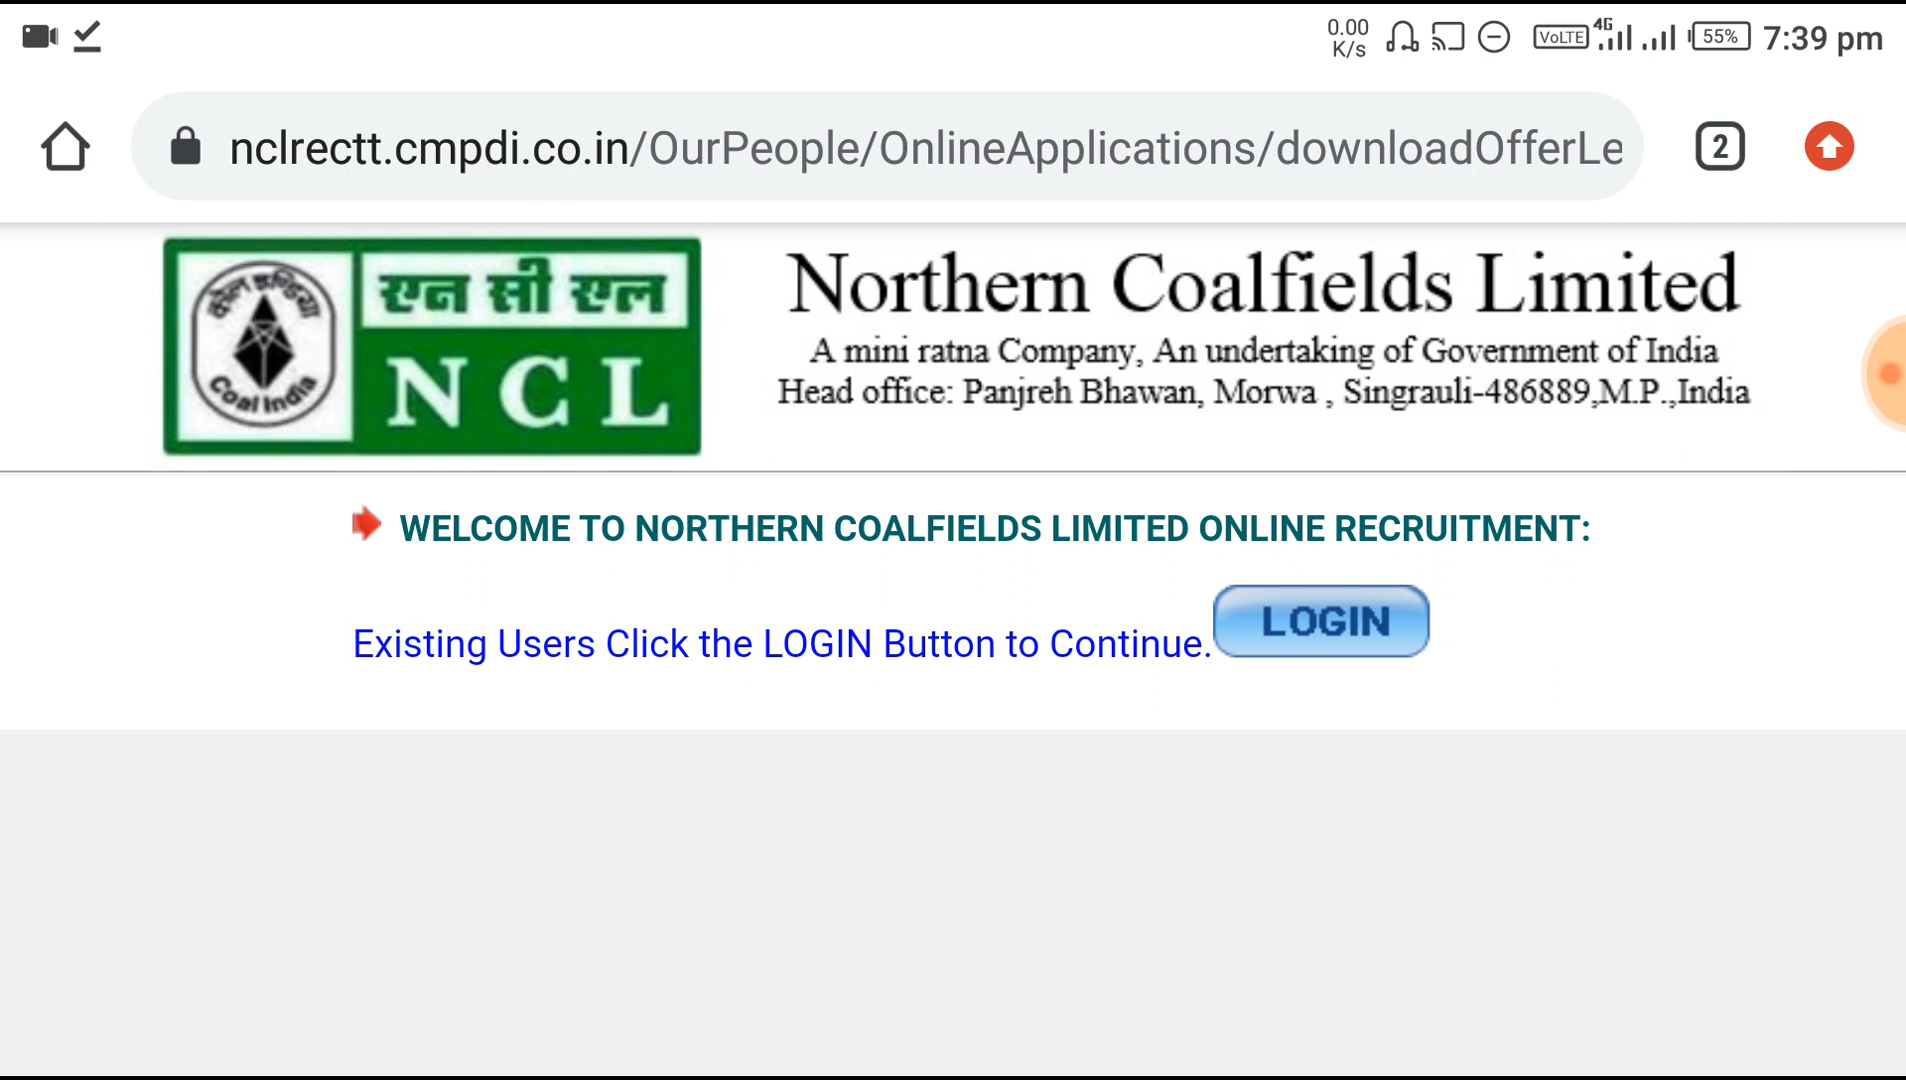 0.00 K/s VoLTE 4G 55% 7:39 pm
nclrectt.cmpdi.co.in/OurPeople/OnlineApplications/downloadOfferLe
2
कोल इण्डिया
Coal India
एन सी एल
NCL
Northern Coalfields Limited
A mini ratna Company, An undertaking of Government of India
Head office: Panjreh Bhawan, Morwa , Singrauli-486889,M.P.,India
WELCOME TO NORTHERN COALFIELDS LIMITED ONLINE RECRUITMENT:
Existing Users Click the LOGIN Button to Continue. LOGIN